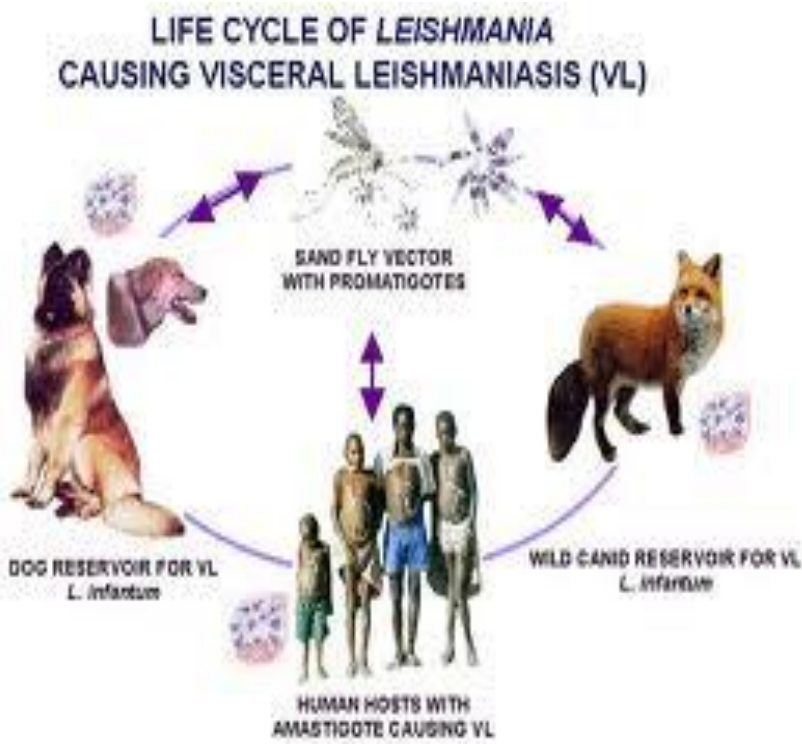 LIFE CYCLE OF LEISHMANIA
CAUSING VISCERAL LEISHMANIASIS (VL)
SAND FLY VECTOR
WITH PROMATIGOTES
DOG RESERVOIR FOR VL
L. infantum
WILD CANID RESERVOIR FOR VL
L. infantum
HUMAN HOSTS WITH
AMASTIGOTE CAUSING VL